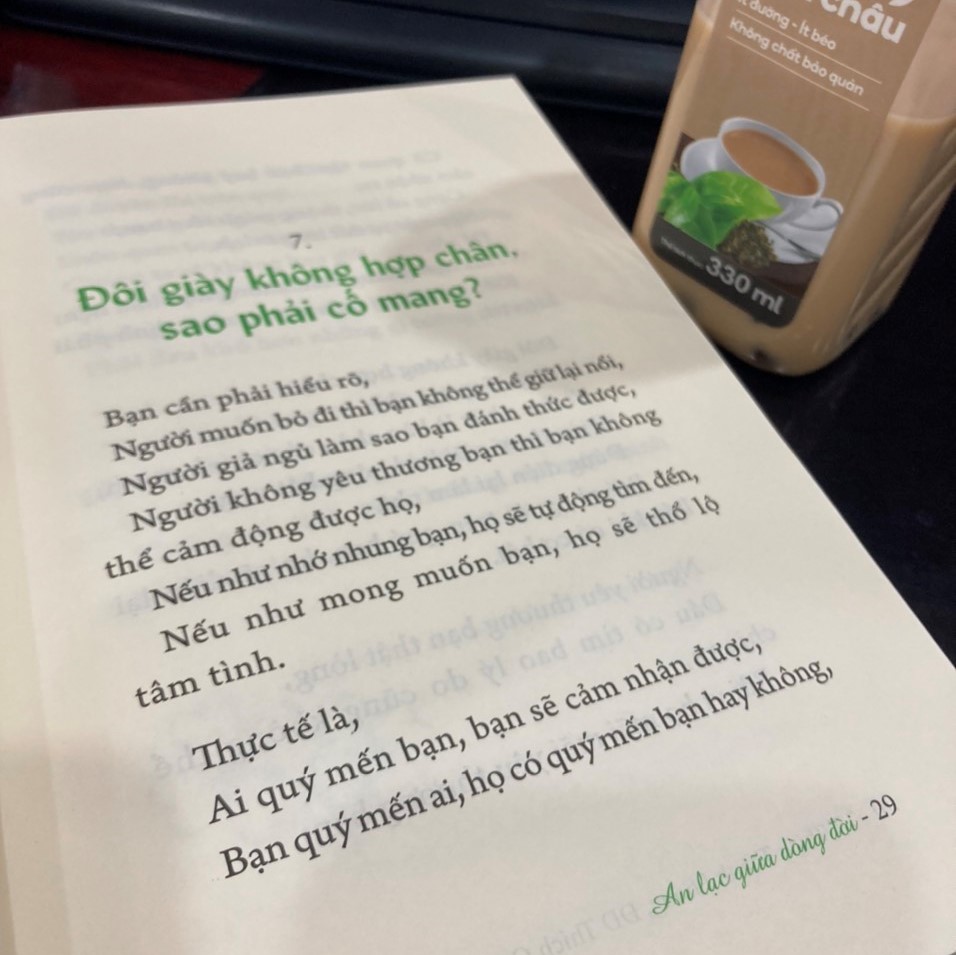 châu
Ít đường - Ít béo
Không chất bảo quản
330 ml
7.
Đôi giày không hợp chân,
sao phải cố mang?
Bạn cần phải hiểu rõ,
Người muốn bỏ đi thì bạn không thể giữ lại nổi,
Người giả ngủ làm sao bạn đánh thức được,
Người không yêu thương bạn thì bạn không
thể cảm động được họ,
Nếu như nhớ nhung bạn, họ sẽ tự động tìm đến,
Nếu như mong muốn bạn, họ sẽ thổ lộ
tâm tình.
Thực tế là,
Ai quý mến bạn, bạn sẽ cảm nhận được,
Bạn quý mến ai, họ có quý mến bạn hay không,
An lạc giữa dòng đời - 29